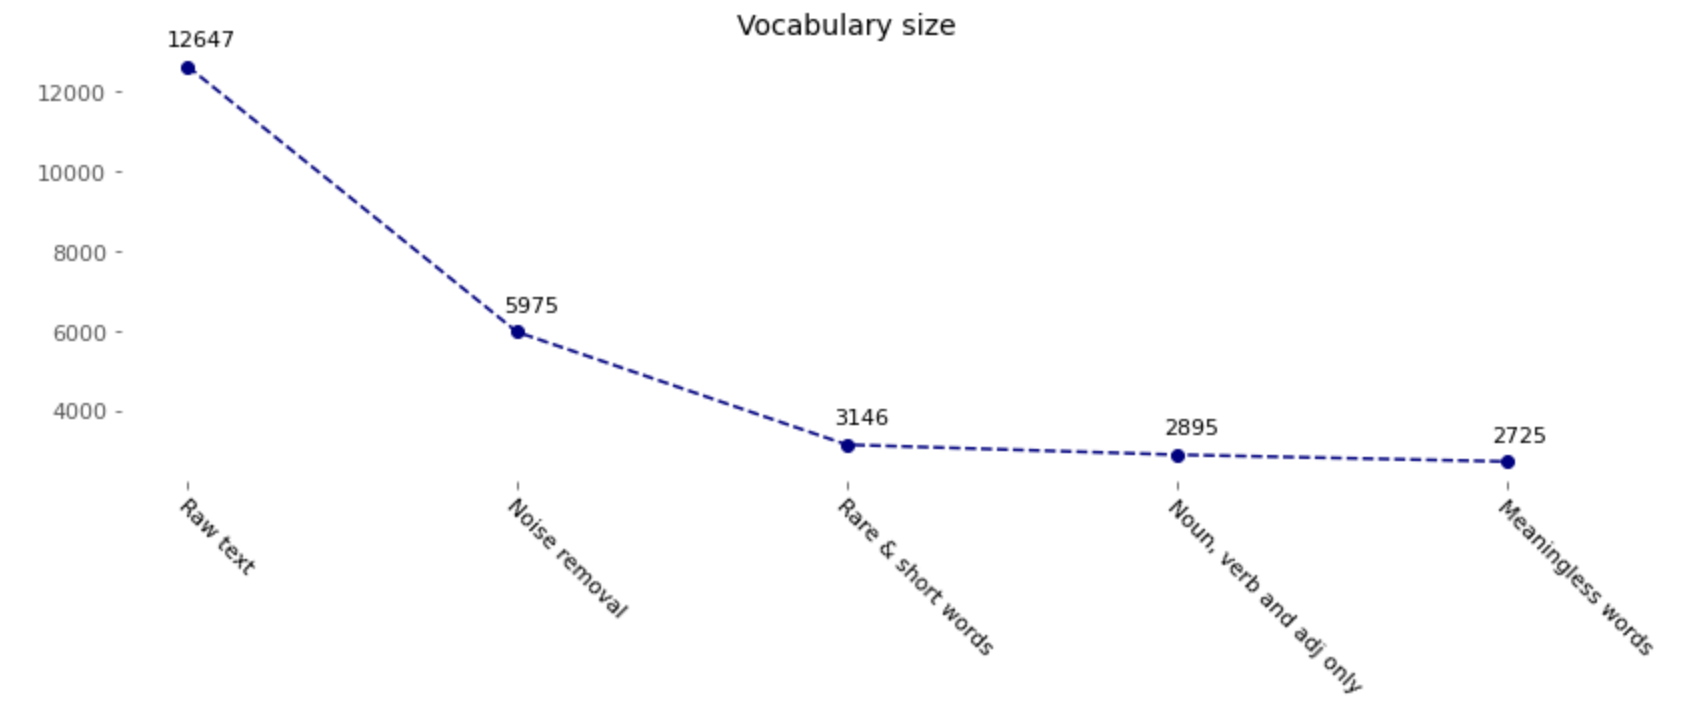 Vocabulary size
12647
12000
10000
8000
5975
6000
4000
3146
2895
2725
Raw text
Noise removal
Rare & short words
Noun, verb and adj only
Meaningless words